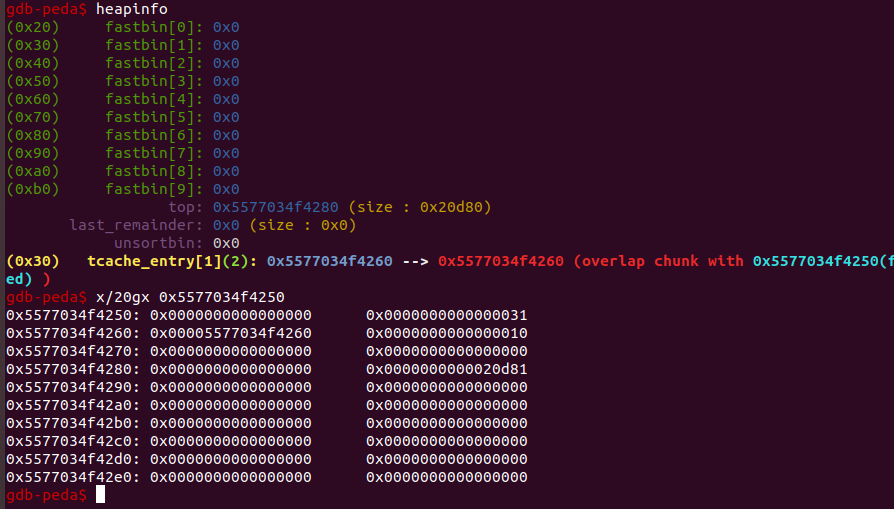 gdb-peda$ heapinfo
(0x20)     fastbin[0]: 0x0
(0x30)     fastbin[1]: 0x0
(0x40)     fastbin[2]: 0x0
(0x50)     fastbin[3]: 0x0
(0x60)     fastbin[4]: 0x0
(0x70)     fastbin[5]: 0x0
(0x80)     fastbin[6]: 0x0
(0x90)     fastbin[7]: 0x0
(0xa0)     fastbin[8]: 0x0
(0xb0)     fastbin[9]: 0x0
top: 0x5577034f4280 (size : 0x20d80)
last_remainder: 0x0 (size : 0x0)
unsortbin: 0x0
(0x30)   tcache_entry[1](2): 0x5577034f4260 --> 0x5577034f4260 (overlap chunk with 0x5577034f4250(f
ed) )
gdb-peda$ x/20gx 0x5577034f4250
0x5577034f4250: 0x0000000000000000      0x0000000000000031
0x5577034f4260: 0x00005577034f4260      0x0000000000000010
0x5577034f4270: 0x0000000000000000      0x0000000000000000
0x5577034f4280: 0x0000000000000000      0x0000000000020d81
0x5577034f4290: 0x0000000000000000      0x0000000000000000
0x5577034f42a0: 0x0000000000000000      0x0000000000000000
0x5577034f42b0: 0x0000000000000000      0x0000000000000000
0x5577034f42c0: 0x0000000000000000      0x0000000000000000
0x5577034f42d0: 0x0000000000000000      0x0000000000000000
0x5577034f42e0: 0x0000000000000000      0x0000000000000000
gdb-peda$